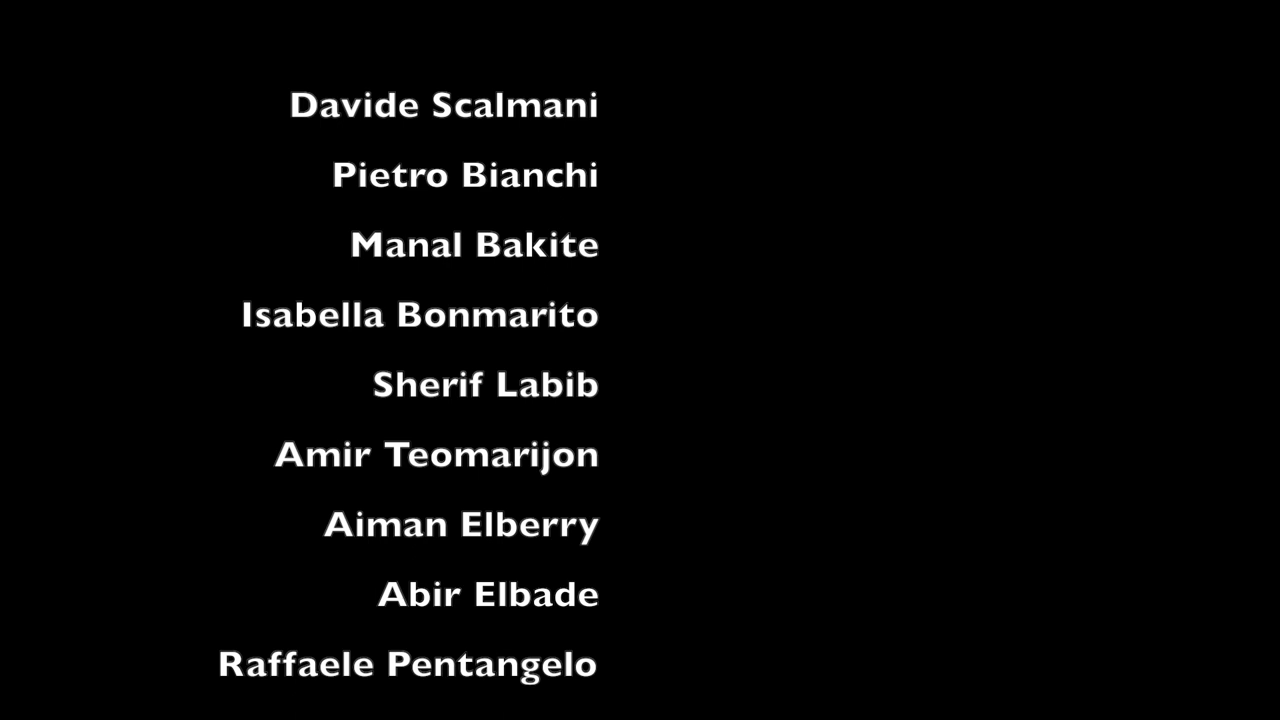 Davide Scalmani
Pietro Bianchi
Manal Bakite
Isabella Bonmarito
Sherif Labib
Amir Teomarijon
Aiman Elberry
Abir Elbade
Raffaele Pentangelo